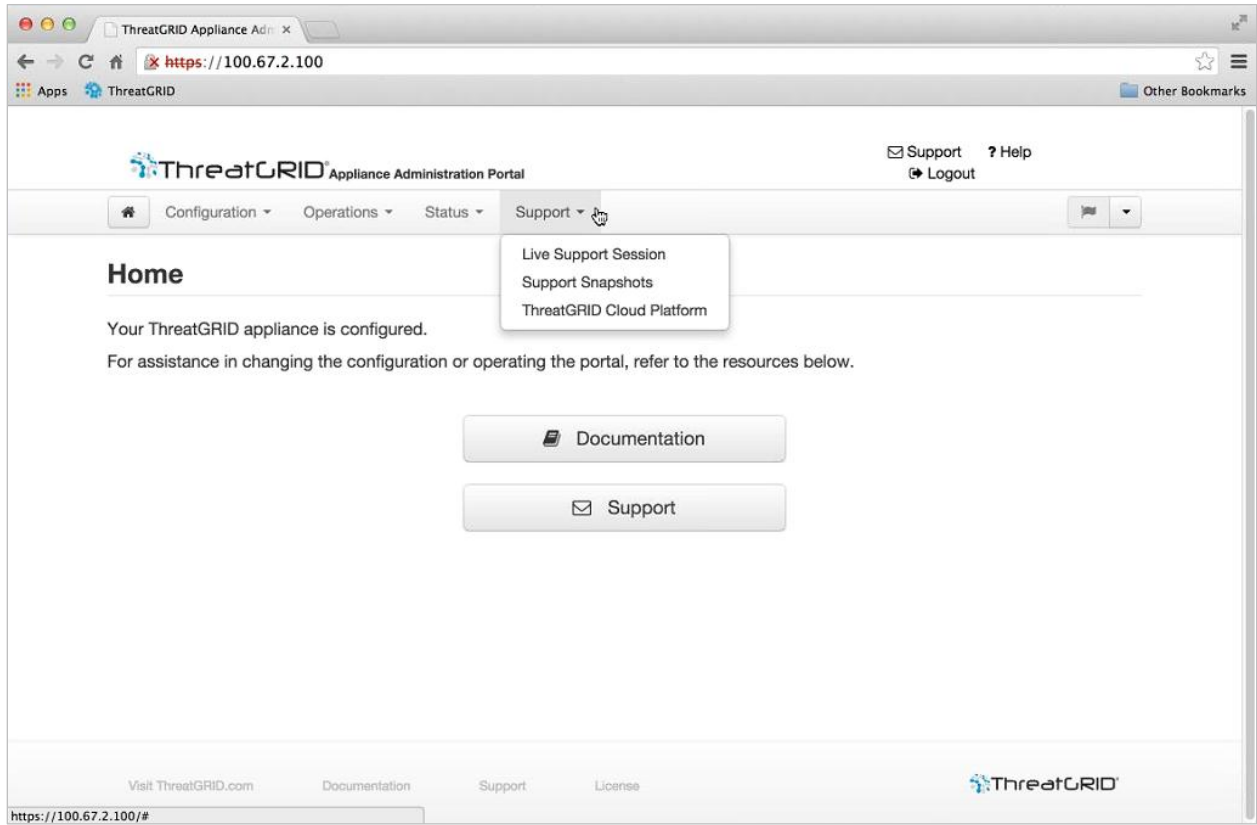 ThreatGRID Appliance Adm
https://100.67.2.100
Apps ThreatGRID Other Bookmarks
ThreatGRID Appliance Administration Portal
Support ? Help
Logout
Configuration Operations Status Support
Live Support Session
Support Snapshots
ThreatGRID Cloud Platform
Home
Your ThreatGRID appliance is configured.
For assistance in changing the configuration or operating the portal, refer to the resources below.
Documentation
Support
Visit ThreatGRID.com Documentation Support License ThreatGRID
https://100.67.2.100/#